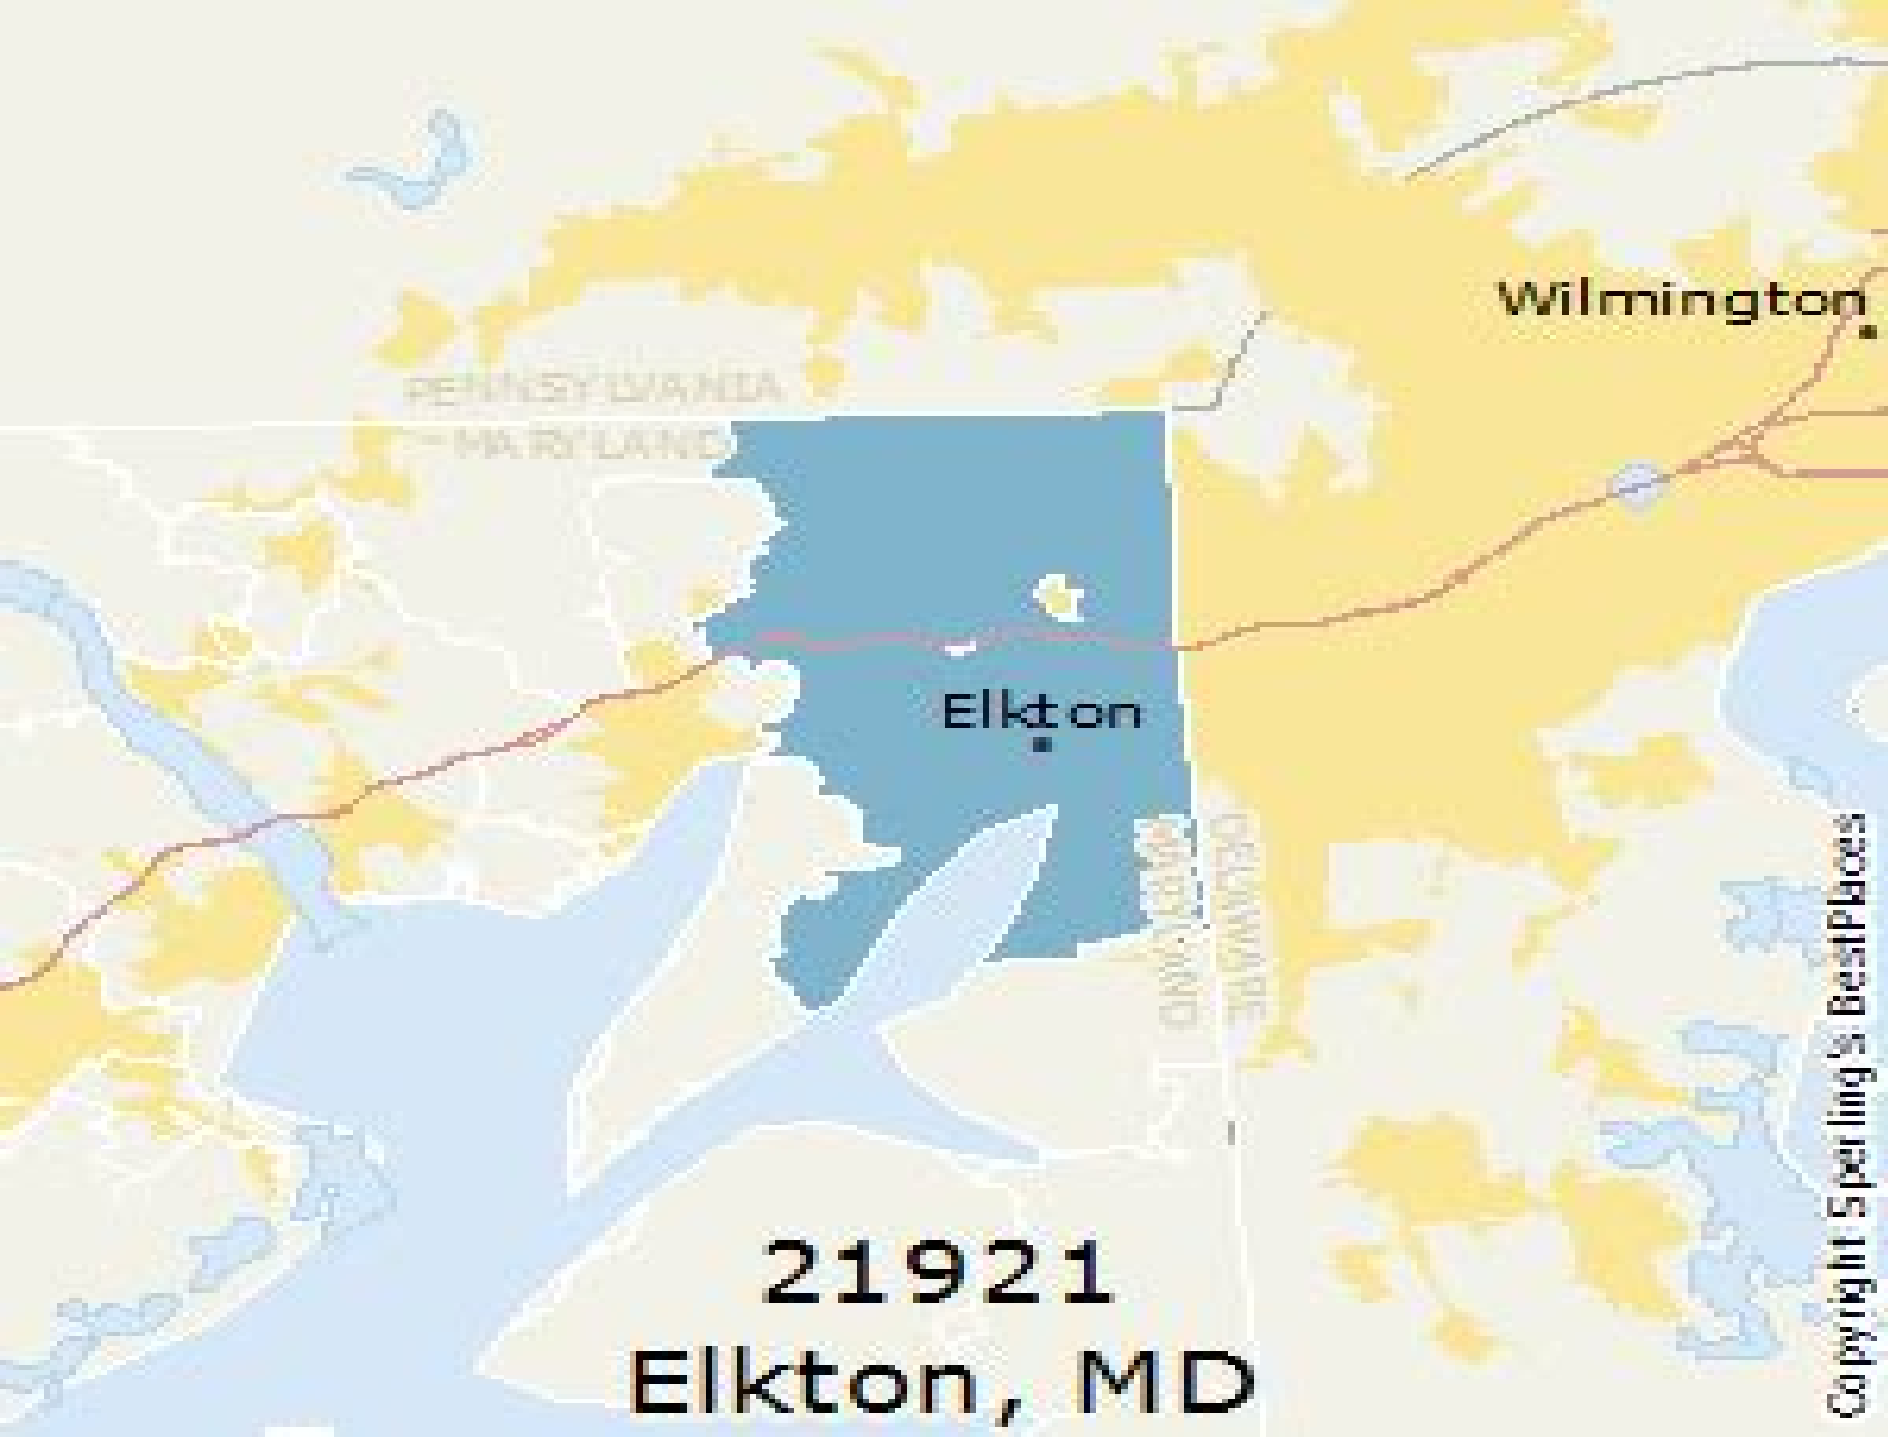 Wilmington
PENNSYLVANIA
MARYLAND
Elkton
MARYLAND
DELAWARE
21921
Elkton, MD
Copyright Sperling's BestPlaces